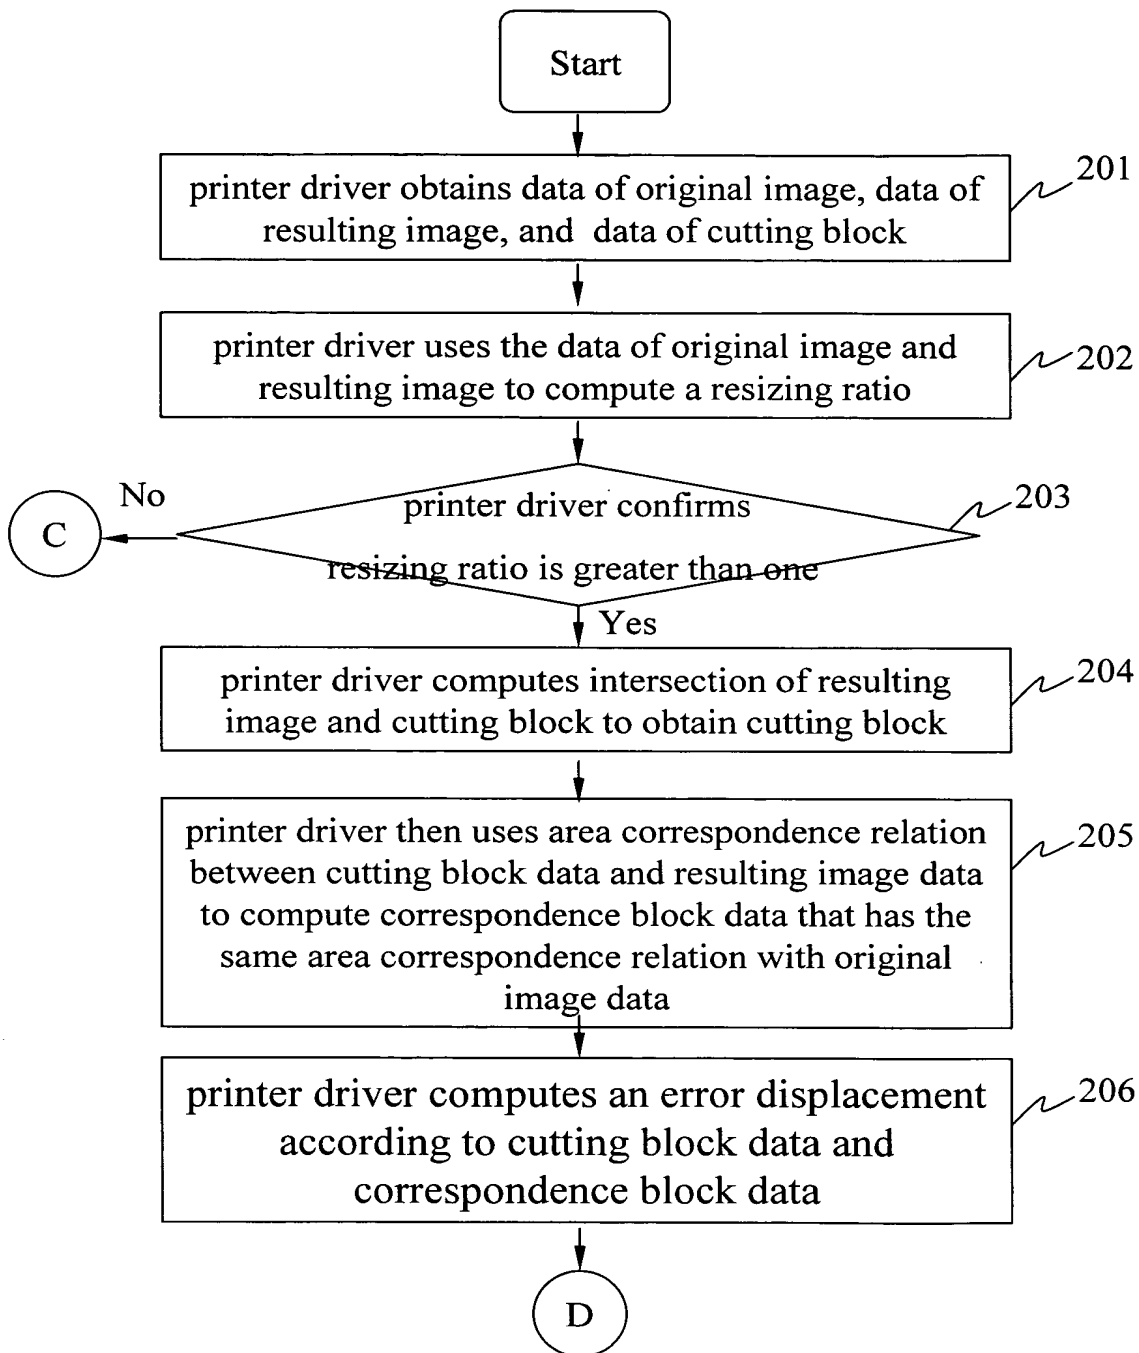 Start
printer driver obtains data of original image, data of
resulting image, and data of cutting block
201
printer driver uses the data of original image and
resulting image to compute a resizing ratio
202
No
C
printer driver confirms
resizing ratio is greater than one
203
Yes
printer driver computes intersection of resulting
image and cutting block to obtain cutting block
204
printer driver then uses area correspondence relation
between cutting block data and resulting image data
to compute correspondence block data that has the
same area correspondence relation with original
image data
205
printer driver computes an error displacement
according to cutting block data and
correspondence block data
206
D